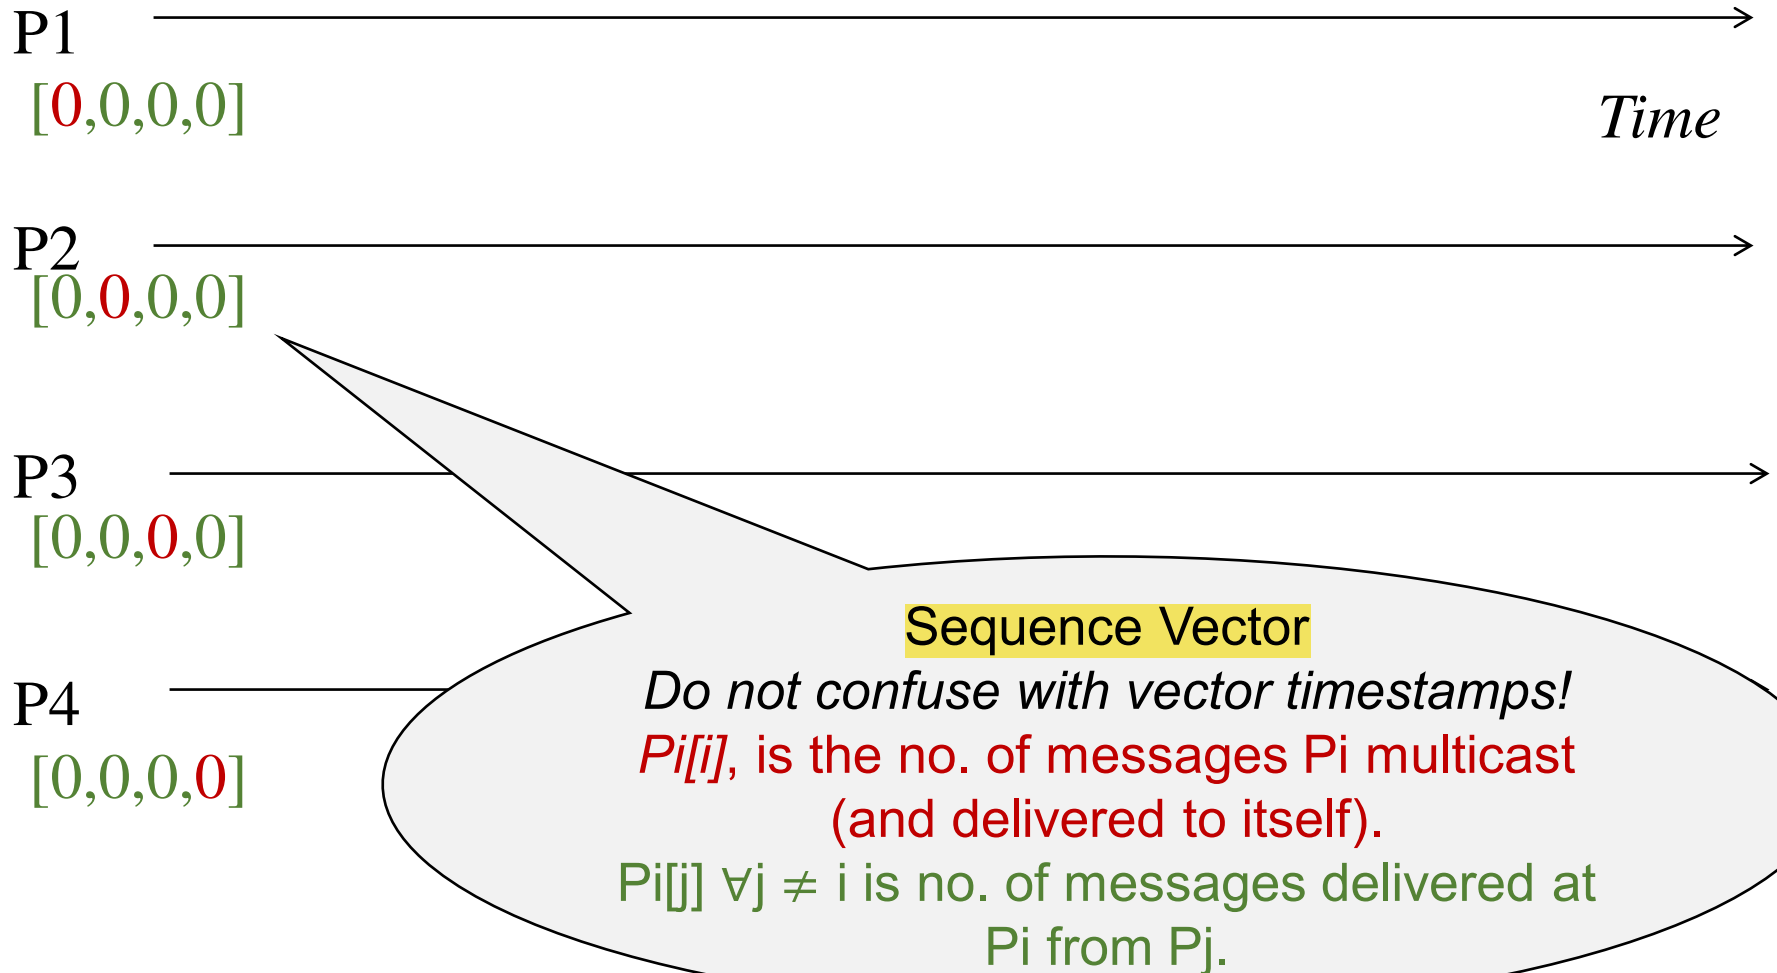 P1
[0,0,0,0]
Time
P2
[0,0,0,0]
P3
[0,0,0,0]
P4
[0,0,0,0]
Sequence Vector
Do not confuse with vector timestamps!
Pi[i], is the no. of messages Pi multicast
(and delivered to itself).
Pi[j] ∀j ≠ i is no. of messages delivered at
Pi from Pj.